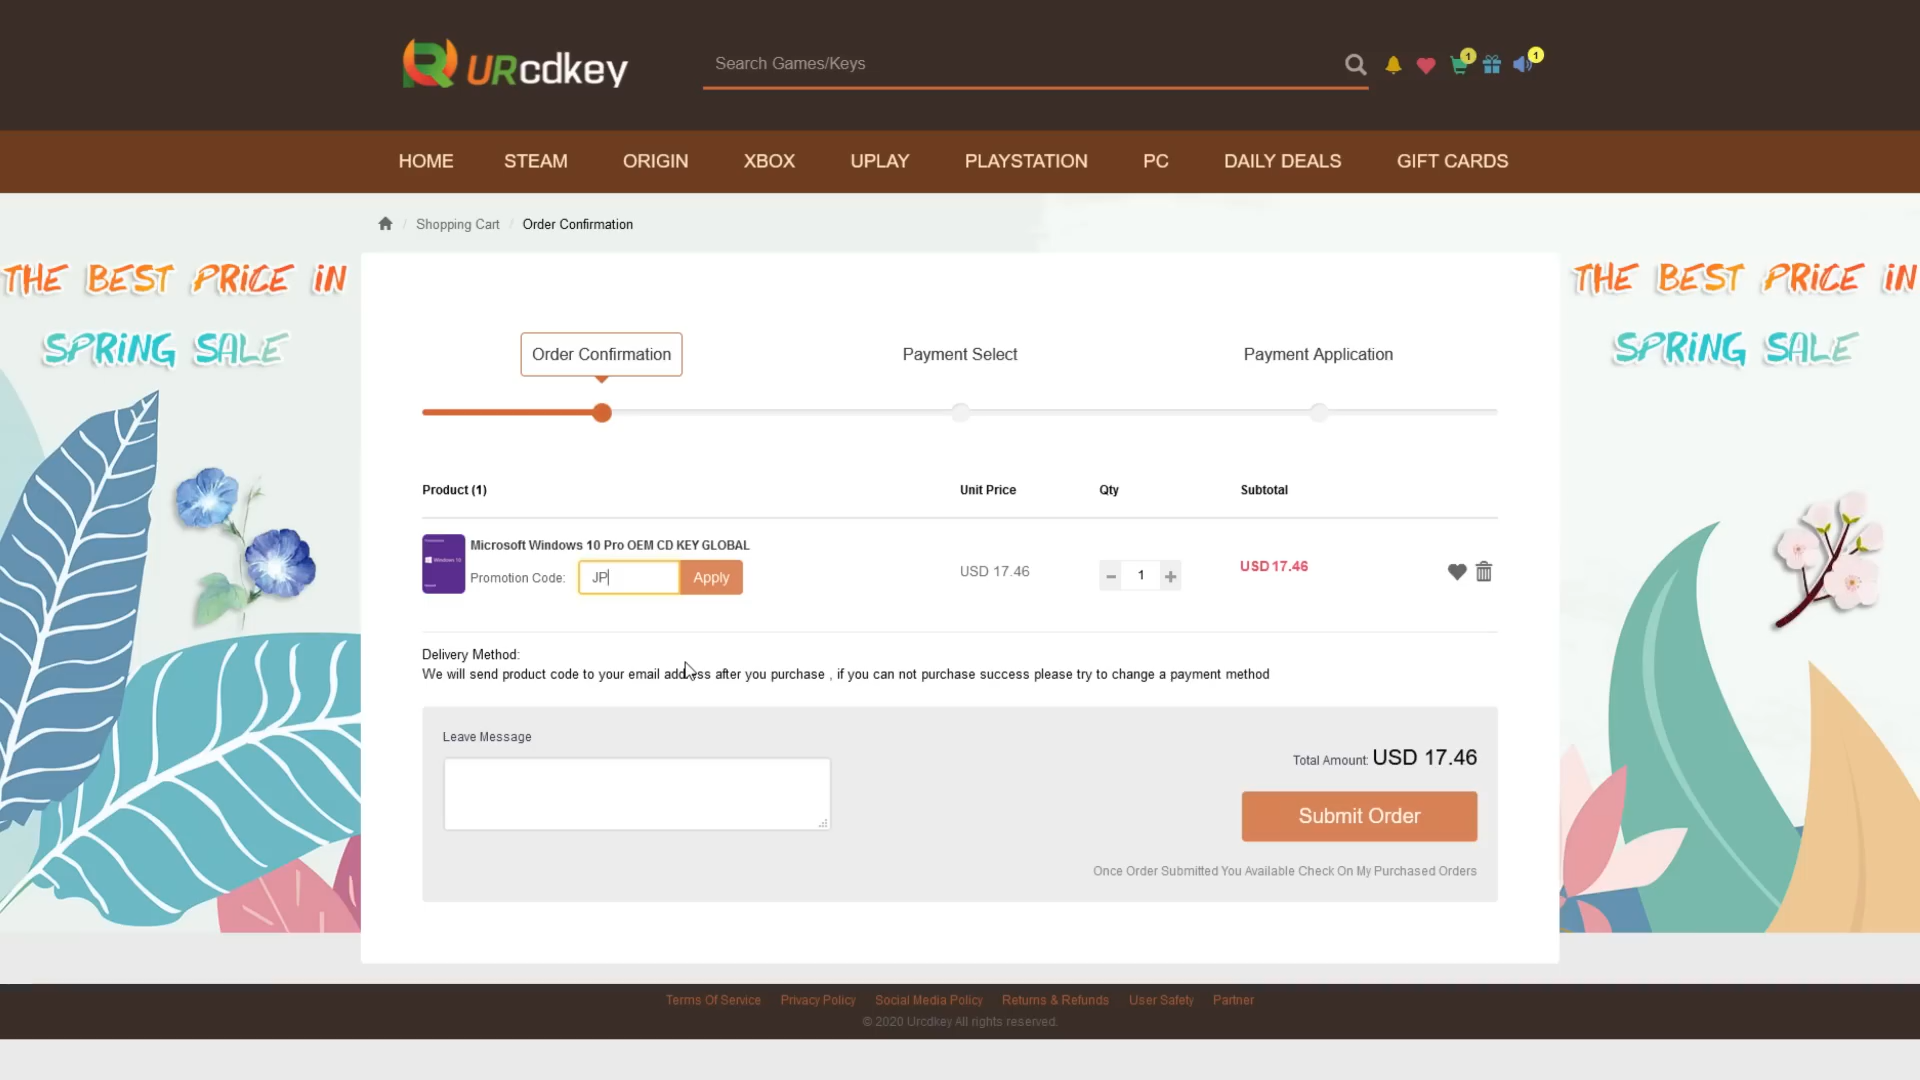 URcdkey
Search Games/Keys
1
1
HOME STEAM ORIGIN XBOX UPLAY PLAYSTATION PC DAILY DEALS GIFT CARDS
/ Shopping Cart / Order Confirmation
THE BEST PRICE IN
SPRING SALE
THE BEST PRICE IN
SPRING SALE
Order Confirmation Payment Select Payment Application
Product (1) Unit Price Qty Subtotal
Microsoft Windows 10 Pro OEM CD KEY GLOBAL
Windows 10
Promotion Code: JP Apply
USD 17.46 − 1 + USD 17.46
Delivery Method:
We will send product code to your email address after you purchase , if you can not purchase success please try to change a payment method
Leave Message
Total Amount: USD 17.46
Submit Order
Once Order Submitted You Available Check On My Purchased Orders
Terms Of Service Privacy Policy Social Media Policy Returns & Refunds User Safety Partner
© 2020 Urcdkey All rights reserved.